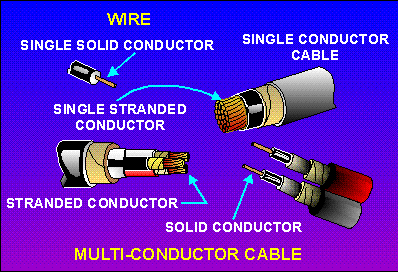 WIRE
SINGLE SOLID CONDUCTOR
SINGLE CONDUCTOR
CABLE
SINGLE STRANDED
CONDUCTOR
STRANDED CONDUCTOR
SOLID CONDUCTOR
MULTI-CONDUCTOR CABLE